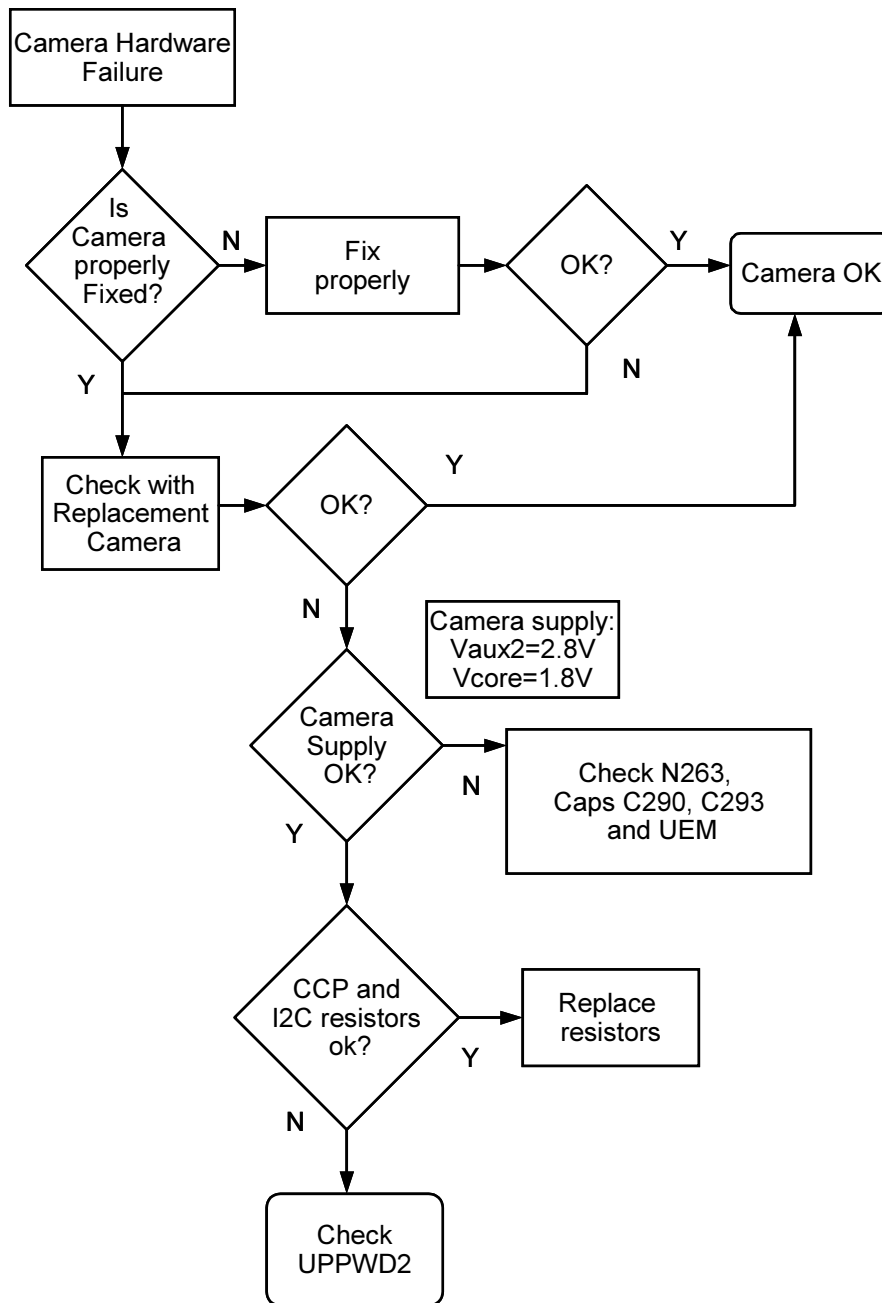 Camera Hardware
Failure
Is
Camera
properly
Fixed?
N
Fix
properly
OK?
Y
Camera OK
N
Y
Check with
Replacement
Camera
OK?
Y
N
Camera supply:
Vaux2=2.8V
Vcore=1.8V
Camera
Supply
OK?
N
Check N263,
Caps C290, C293
and UEM
Y
CCP and
I2C resistors
ok?
Y
Replace
resistors
N
Check
UPPWD2